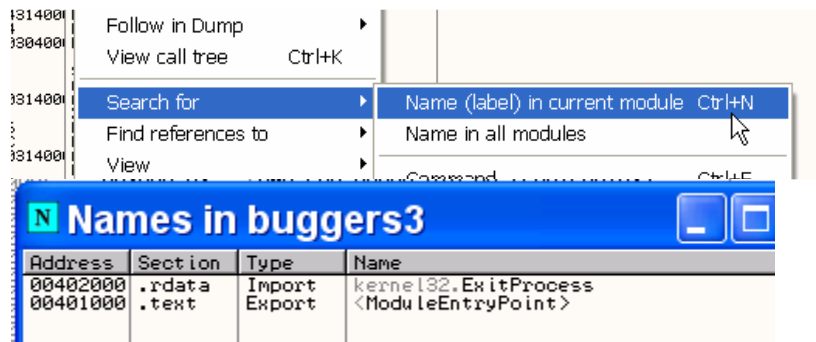 Follow in Dump
View call tree Ctrl+K
Search for
Find references to
View
Name (label) in current module Ctrl+N
Name in all modules
Command
N Names in buggers3
Address Section Type Name
00402000 .rdata Import kernel32.ExitProcess
00401000 .text Export <ModuleEntryPoint>